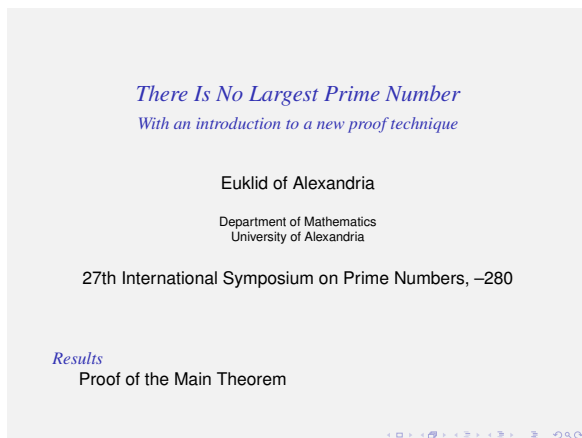 There Is No Largest Prime Number
With an introduction to a new proof technique
Euklid of Alexandria
Department of Mathematics
University of Alexandria
27th International Symposium on Prime Numbers, –280
Results
Proof of the Main Theorem